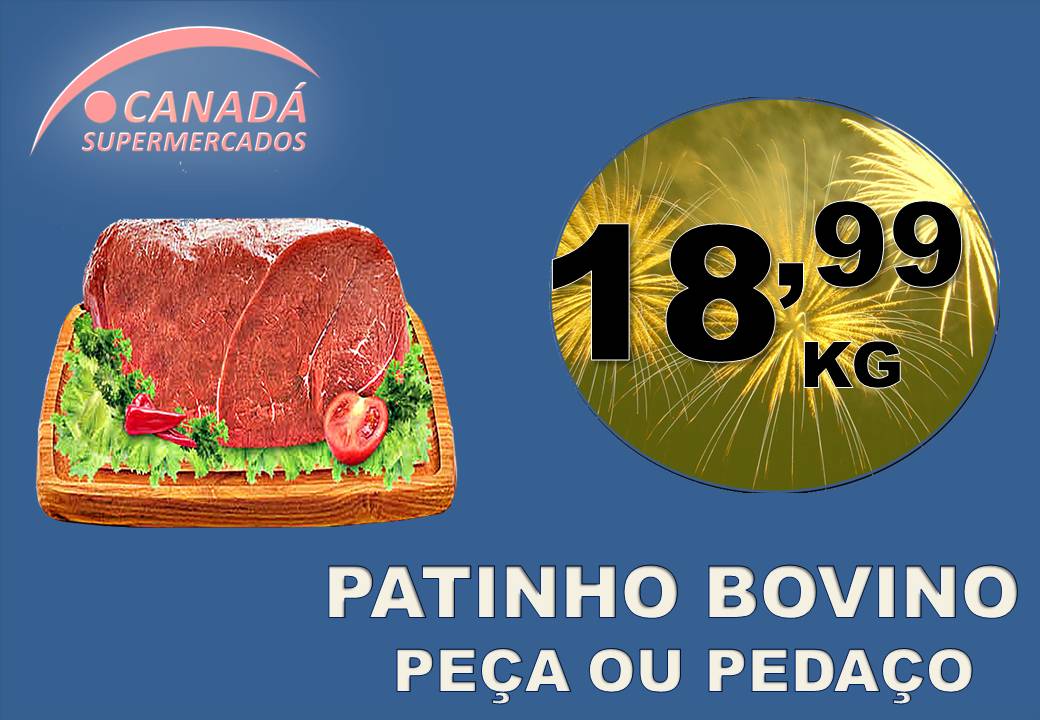 CANADÁ
SUPERMERCADOS
18,99
KG
PATINHO BOVINO
PEÇA OU PEDAÇO